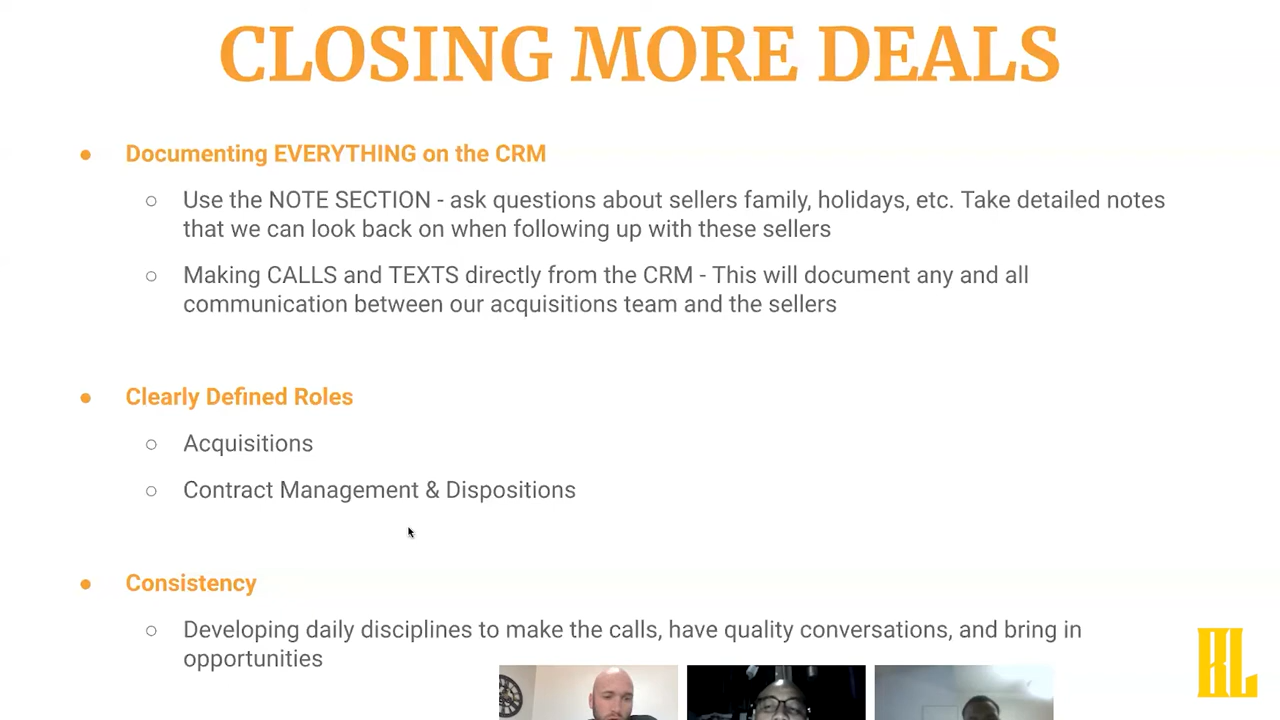 CLOSING MORE DEALS
● Documenting EVERYTHING on the CRM
○ Use the NOTE SECTION - ask questions about sellers family, holidays, etc. Take detailed notes
that we can look back on when following up with these sellers
○ Making CALLS and TEXTS directly from the CRM - This will document any and all
communication between our acquisitions team and the sellers
● Clearly Defined Roles
○ Acquisitions
○ Contract Management & Dispositions
● Consistency
○ Developing daily disciplines to make the calls, have quality conversations, and bring in
opportunities